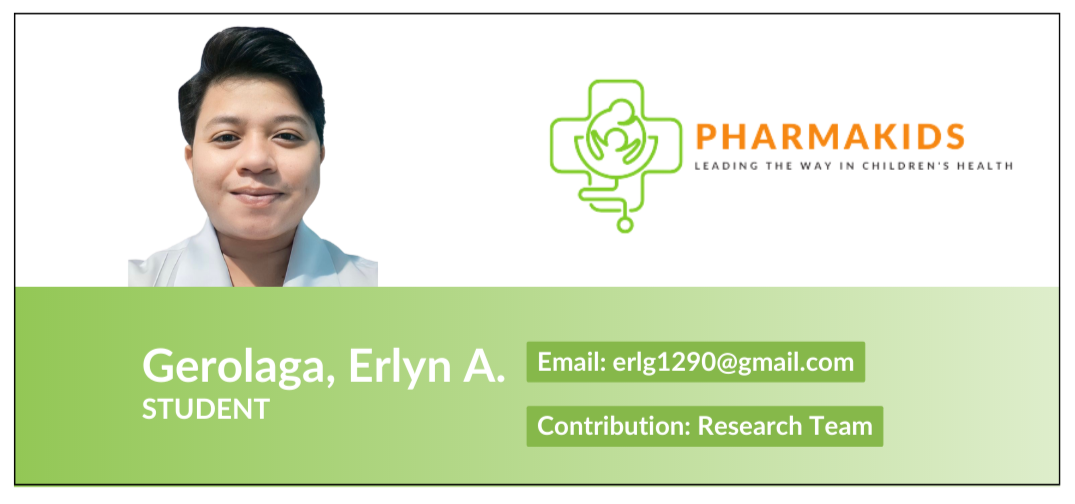 PHARMAKIDS
LEADING THE WAY IN CHILDREN'S HEALTH
Gerolaga, Erlyn A.
STUDENT
Email: erlg1290@gmail.com
Contribution: Research Team